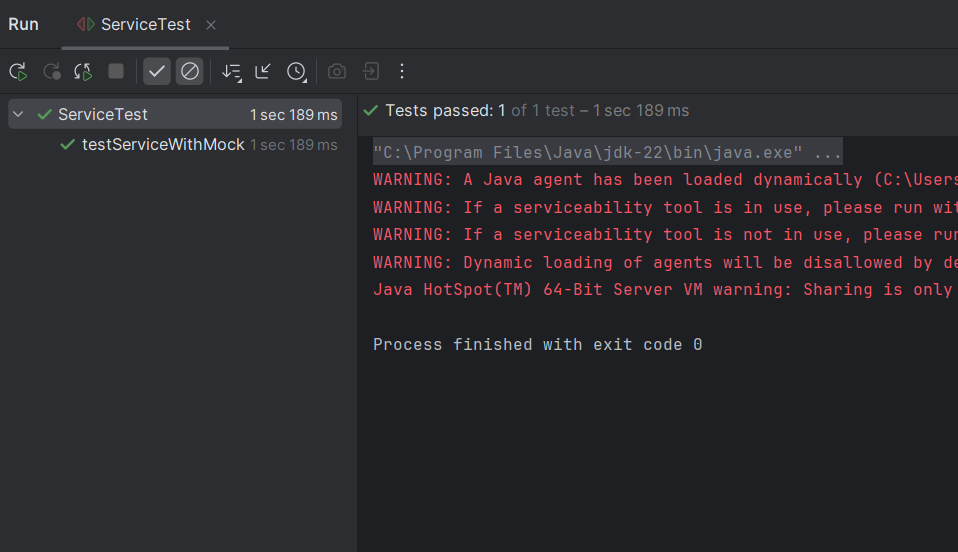 Run ServiceTest
ServiceTest 1 sec 189 ms
testServiceWithMock 1 sec 189 ms
Tests passed: 1 of 1 test – 1 sec 189 ms
"C:\Program Files\Java\jdk-22\bin\java.exe" ...
WARNING: A Java agent has been loaded dynamically (C:\Users
WARNING: If a serviceability tool is in use, please run wit
WARNING: If a serviceability tool is not in use, please run
WARNING: Dynamic loading of agents will be disallowed by de
Java HotSpot(TM) 64-Bit Server VM warning: Sharing is only
Process finished with exit code 0